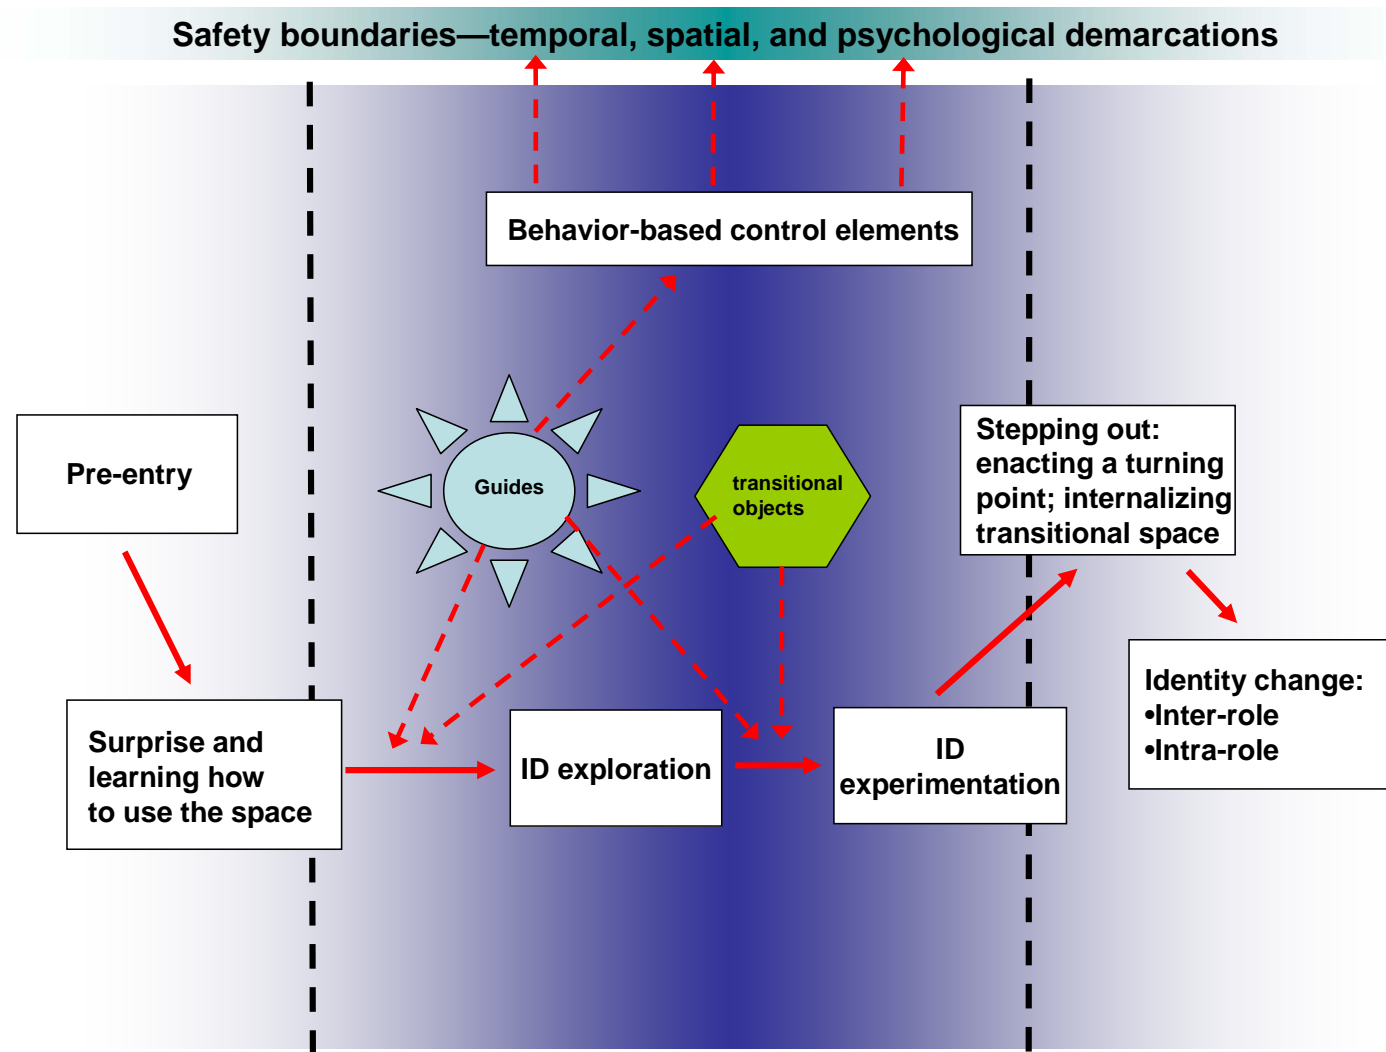 Safety boundaries—temporal, spatial, and psychological demarcations
Behavior-based control elements
Pre-entry
Guides
transitional
objects
Stepping out:
enacting a turning
point; internalizing
transitional space
Surprise and
learning how
to use the space
ID exploration
ID
experimentation
Identity change:
•Inter-role
•Intra-role